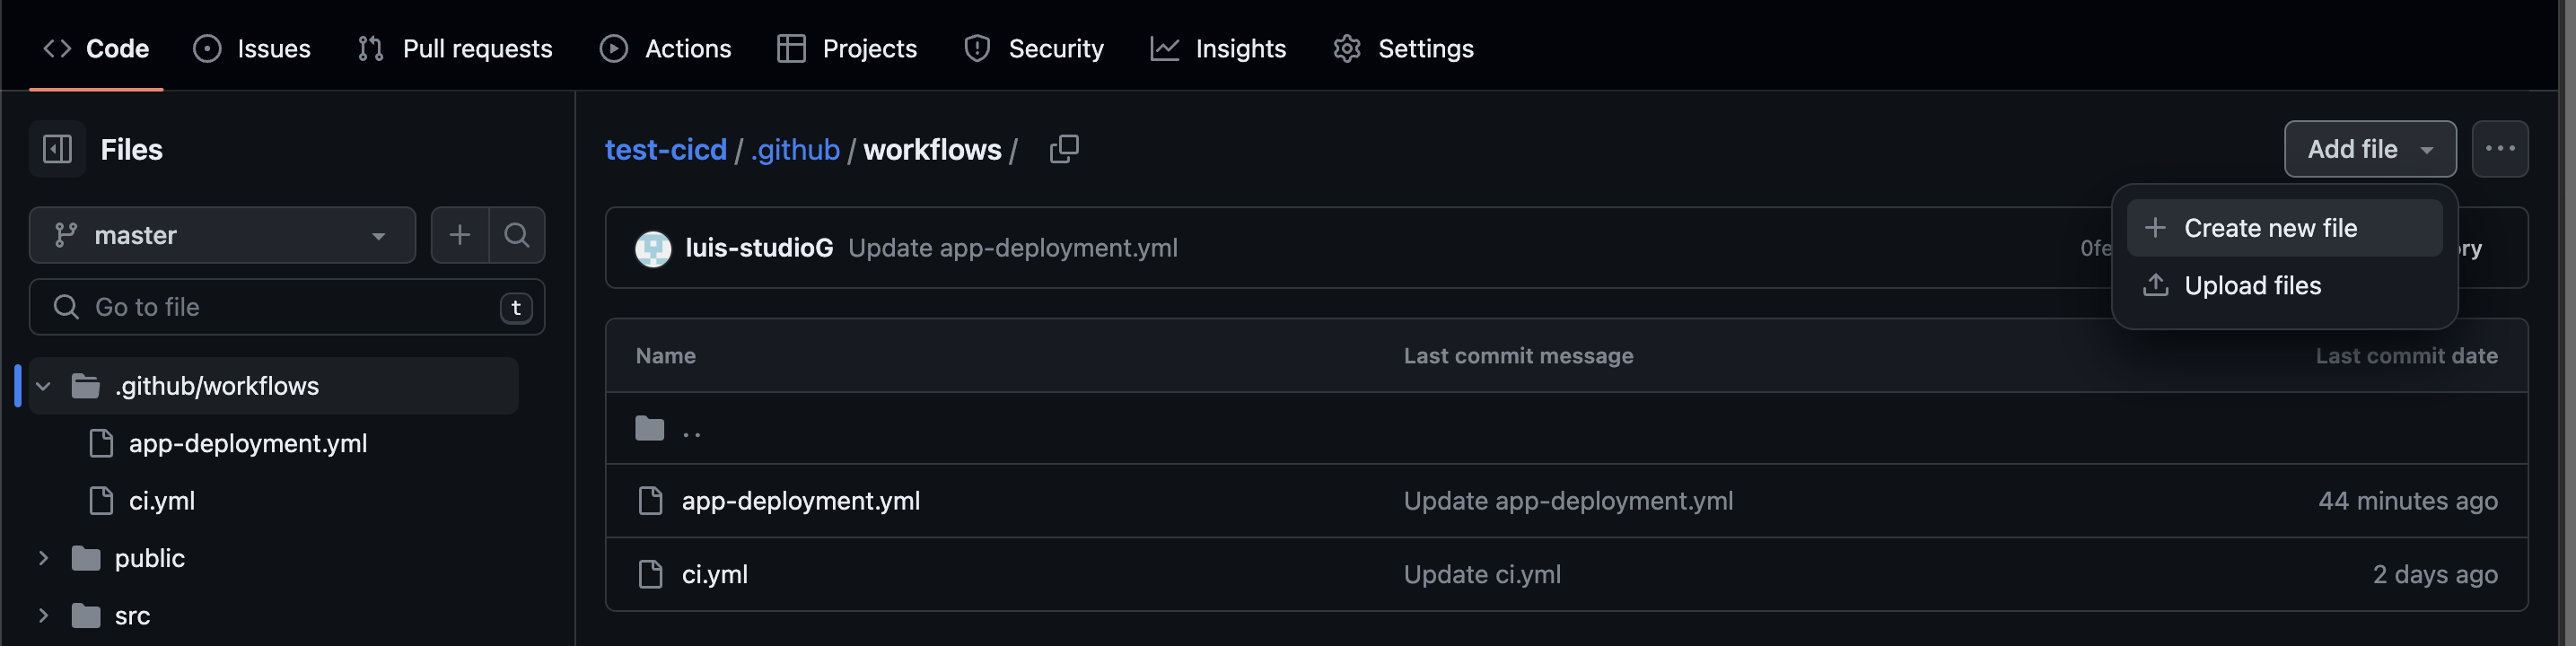 Code Issues Pull requests Actions Projects Security Insights Settings
Files
master
Go to file t
.github/workflows
app-deployment.yml
ci.yml
public
src
test-cicd / .github / workflows /
Add file
Create new file
Upload files
luis-studioG Update app-deployment.yml
Name Last commit message Last commit date
..
app-deployment.yml Update app-deployment.yml 44 minutes ago
ci.yml Update ci.yml 2 days ago